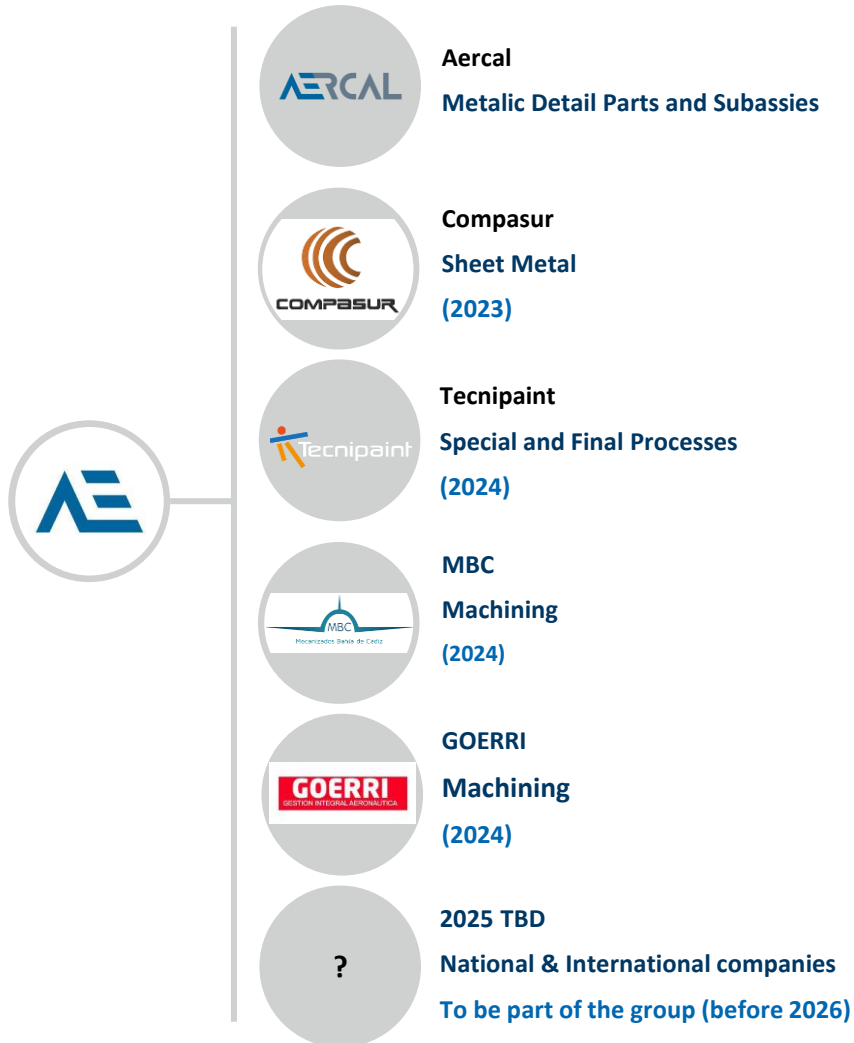 AERCAL
Aercal
Metalic Detail Parts and Subassies
COMPASUR
Compasur
Sheet Metal
(2023)
Tecnipaint
Tecnipaint
Special and Final Processes
(2024)
AE
MBC
Mecanizados Bahía de Cadiz
MBC
Machining
(2024)
GOERRI
GESTION INTEGRAL AERONAUTICA
GOERRI
Machining
(2024)
?
2025 TBD
National & International companies
To be part of the group (before 2026)